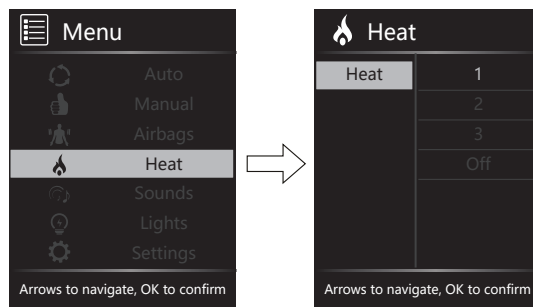 Menu
Auto
Manual
Airbags
Heat
Sounds
Lights
Settings
Arrows to navigate, OK to confirm
Heat
Heat 1
2
3
Off
Arrows to navigate, OK to confirm